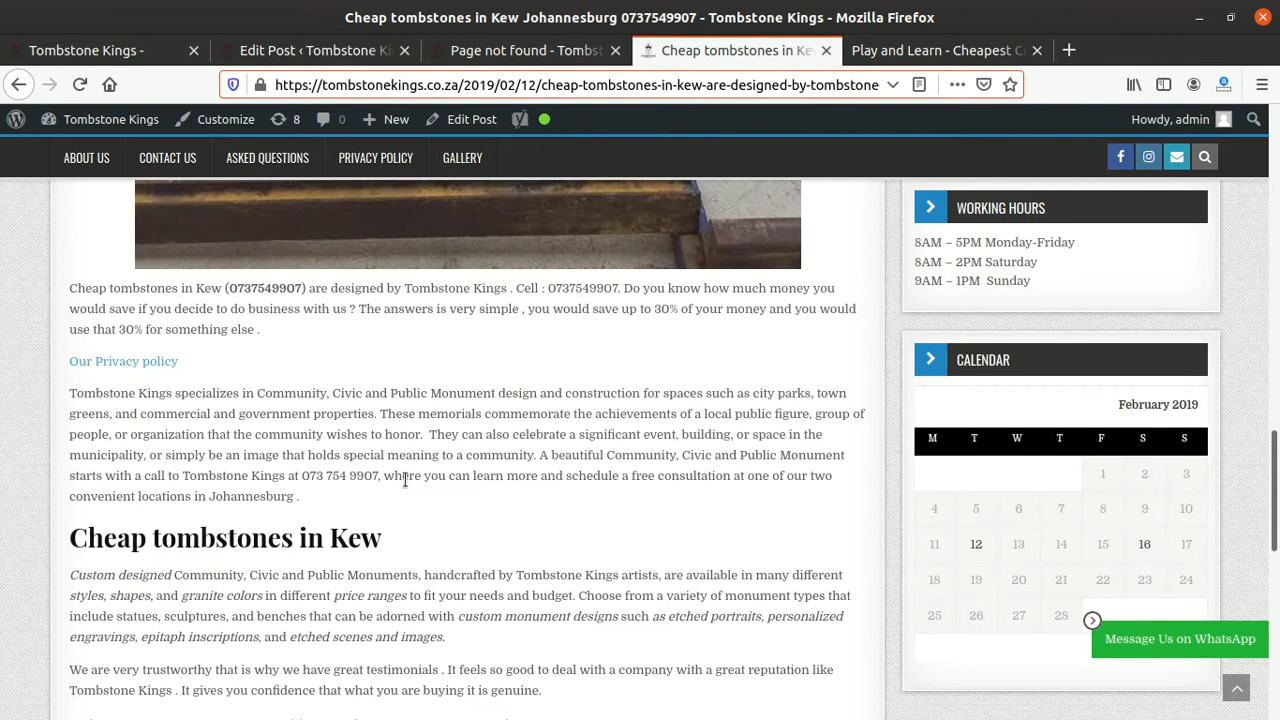 Cheap tombstones in Kew Johannesburg 0737549907 - Tombstone Kings - Mozilla Firefox
Tombstone Kings -
Edit Post ‹ Tombstone Ki
Page not found - Tombst
Cheap tombstones in Ke
Play and Learn - Cheapest C
https://tombstonekings.co.za/2019/02/12/cheap-tombstones-in-kew-are-designed-by-tombstone
Tombstone Kings
Customize
8
0
New
Edit Post
Howdy, admin
ABOUT US
CONTACT US
ASKED QUESTIONS
PRIVACY POLICY
GALLERY
Cheap tombstones in Kew (0737549907) are designed by Tombstone Kings . Cell : 0737549907. Do you know how much money you
would save if you decide to do business with us ? The answers is very simple , you would save up to 30% of your money and you would
use that 30% for something else .
Our Privacy policy
Tombstone Kings specializes in Community, Civic and Public Monument design and construction for spaces such as city parks, town
greens, and commercial and government properties. These memorials commemorate the achievements of a local public figure, group of
people, or organization that the community wishes to honor.  They can also celebrate a significant event, building, or space in the
municipality, or simply be an image that holds special meaning to a community. A beautiful Community, Civic and Public Monument
starts with a call to Tombstone Kings at 073 754 9907, where you can learn more and schedule a free consultation at one of our two
convenient locations in Johannesburg .
Cheap tombstones in Kew
Custom designed Community, Civic and Public Monuments, handcrafted by Tombstone Kings artists, are available in many different
styles, shapes, and granite colors in different price ranges to fit your needs and budget. Choose from a variety of monument types that
include statues, sculptures, and benches that can be adorned with custom monument designs such as etched portraits, personalized
engravings, epitaph inscriptions, and etched scenes and images.
We are very trustworthy that is why we have great testimonials . It feels so good to deal with a company with a great reputation like
Tombstone Kings . It gives you confidence that what you are buying it is genuine.
WORKING HOURS
8AM – 5PM Monday-Friday
8AM – 2PM Saturday
9AM – 1PM  Sunday
CALENDAR
February 2019
M T W T F S S
1 2 3
4 5 6 7 8 9 10
11 12 13 14 15 16 17
18 19 20 21 22 23 24
25 26 27 28
Message Us on WhatsApp